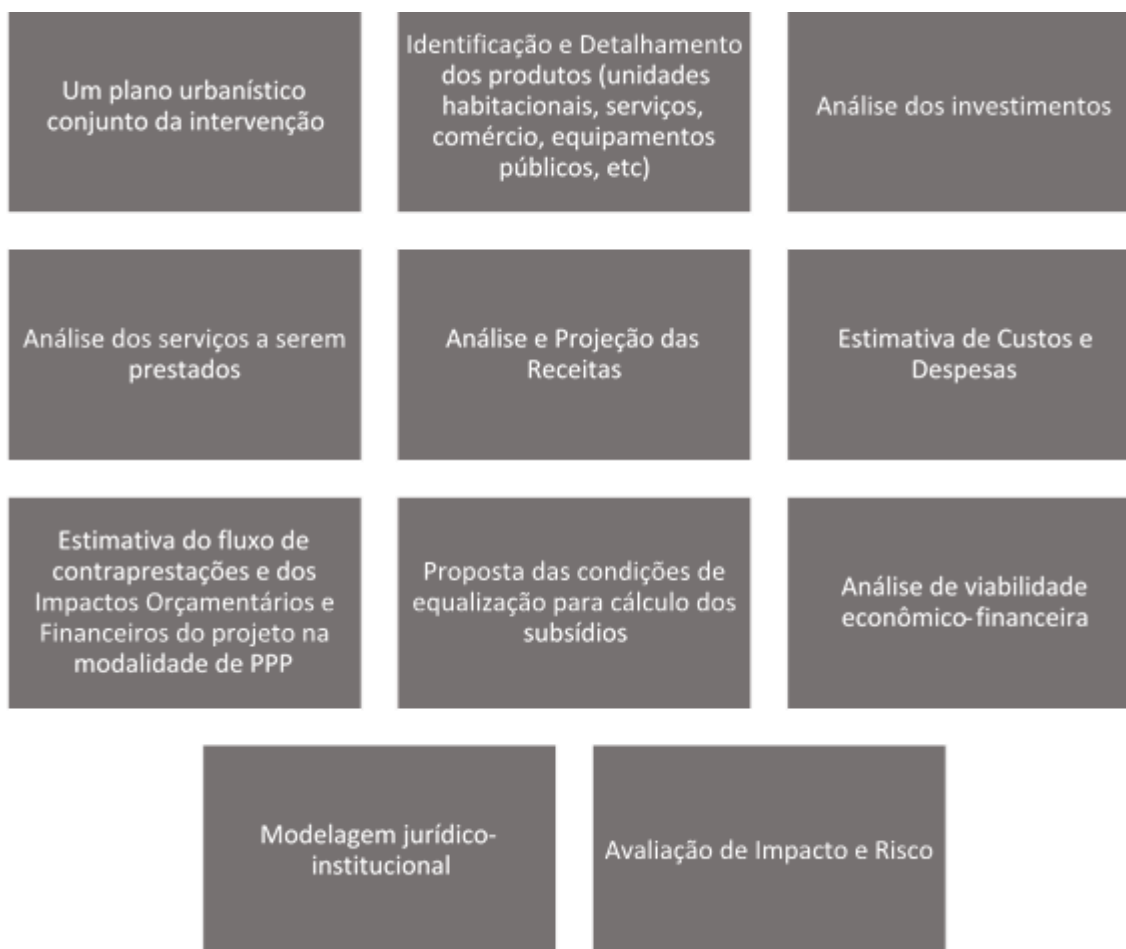 Um plano urbanístico
conjunto da intervenção
Identificação e Detalhamento
dos produtos (unidades
habitacionais, serviços,
comércio, equipamentos
públicos, etc)
Análise dos investimentos
Análise dos serviços a serem
prestados
Análise e Projeção das
Receitas
Estimativa de Custos e
Despesas
Estimativa do fluxo de
contraprestações e dos
Impactos Orçamentários e
Financeiros do projeto na
modalidade de PPP
Proposta das condições de
equalização para cálculo dos
subsídios
Análise de viabilidade
econômico-financeira
Modelagem jurídico-
institucional
Avaliação de Impacto e Risco